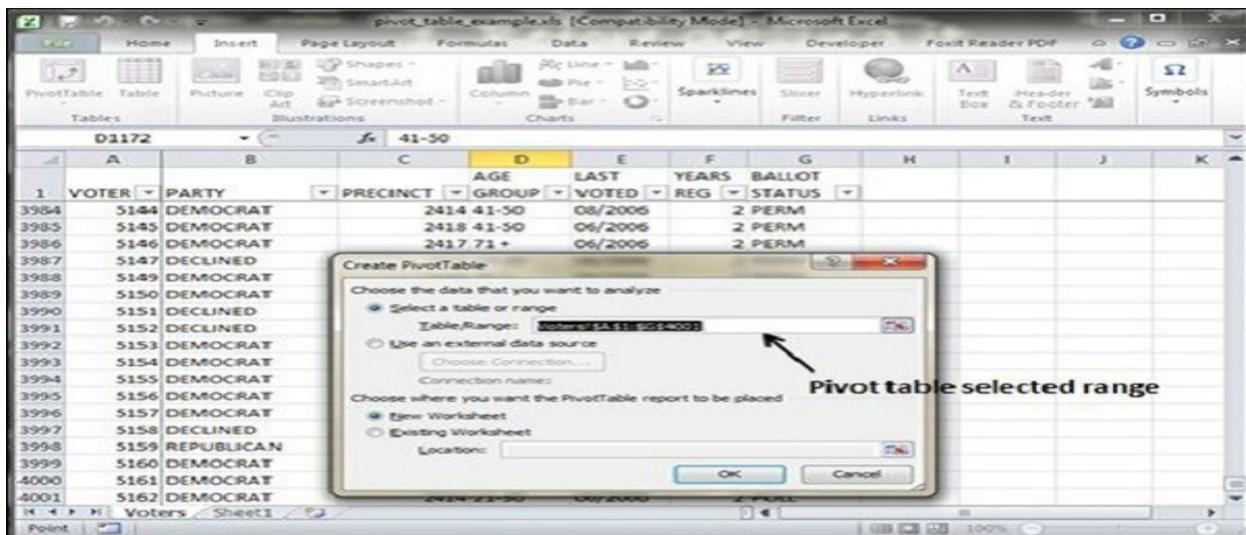 pivot_table_example.xls [Compatibility Mode] - Microsoft Excel
File Home Insert Page Layout Formulas Data Review View Developer Foxit Reader PDF
PivotTable Table Picture Clip Art Shapes SmartArt Screenshot Column Line Pie Bar Sparklines Slicer Hyperlink Text Box Header & Footer Symbols
Tables Illustrations Charts Filter Links Text
D1172 fx 41-50
A B C D E F G H I J K
1 VOTER PARTY PRECINCT AGE GROUP LAST VOTED YEARS REG BALLOT STATUS
3984 5144 DEMOCRAT 2414 41-50 08/2006 2 PERM
3985 5145 DEMOCRAT 2418 41-50 06/2006 2 PERM
3986 5146 DEMOCRAT 2417 71 + 06/2006 2 PERM
3987 5147 DECLINED
3988 5149 DEMOCRAT
3989 5150 DEMOCRAT
3990 5151 DECLINED
3991 5152 DECLINED
3992 5153 DEMOCRAT
3993 5154 DEMOCRAT
3994 5155 DEMOCRAT
3995 5156 DEMOCRAT
3996 5157 DEMOCRAT
3997 5158 DECLINED
3998 5159 REPUBLICAN
3999 5160 DEMOCRAT
4000 5161 DEMOCRAT
4001 5162 DEMOCRAT
Create PivotTable
Choose the data that you want to analyze
Select a table or range
Table/Range: Voters!$A$1:$G$4001
Use an external data source
Choose Connection...
Connection name:
Choose where you want the PivotTable report to be placed
New Worksheet
Existing Worksheet
Location:
OK Cancel
Pivot table selected range
Voters Sheet1
Point 100%